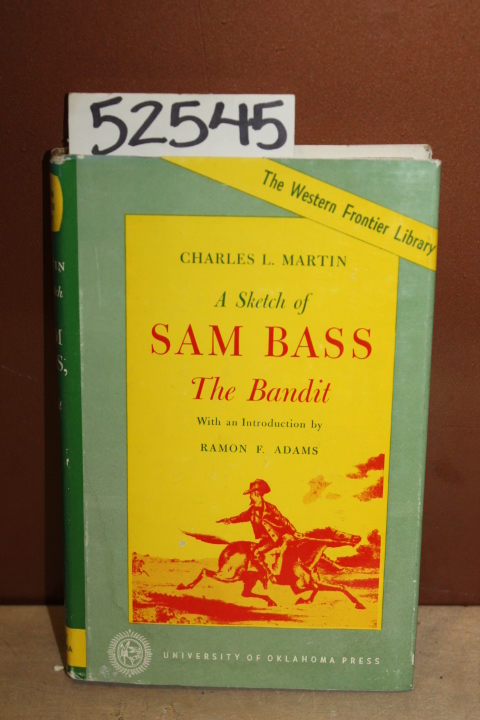 52545
The Western Frontier Library
CHARLES L. MARTIN
A Sketch of
SAM BASS
The Bandit
With an Introduction by
RAMON F. ADAMS
UNIVERSITY OF OKLAHOMA PRESS